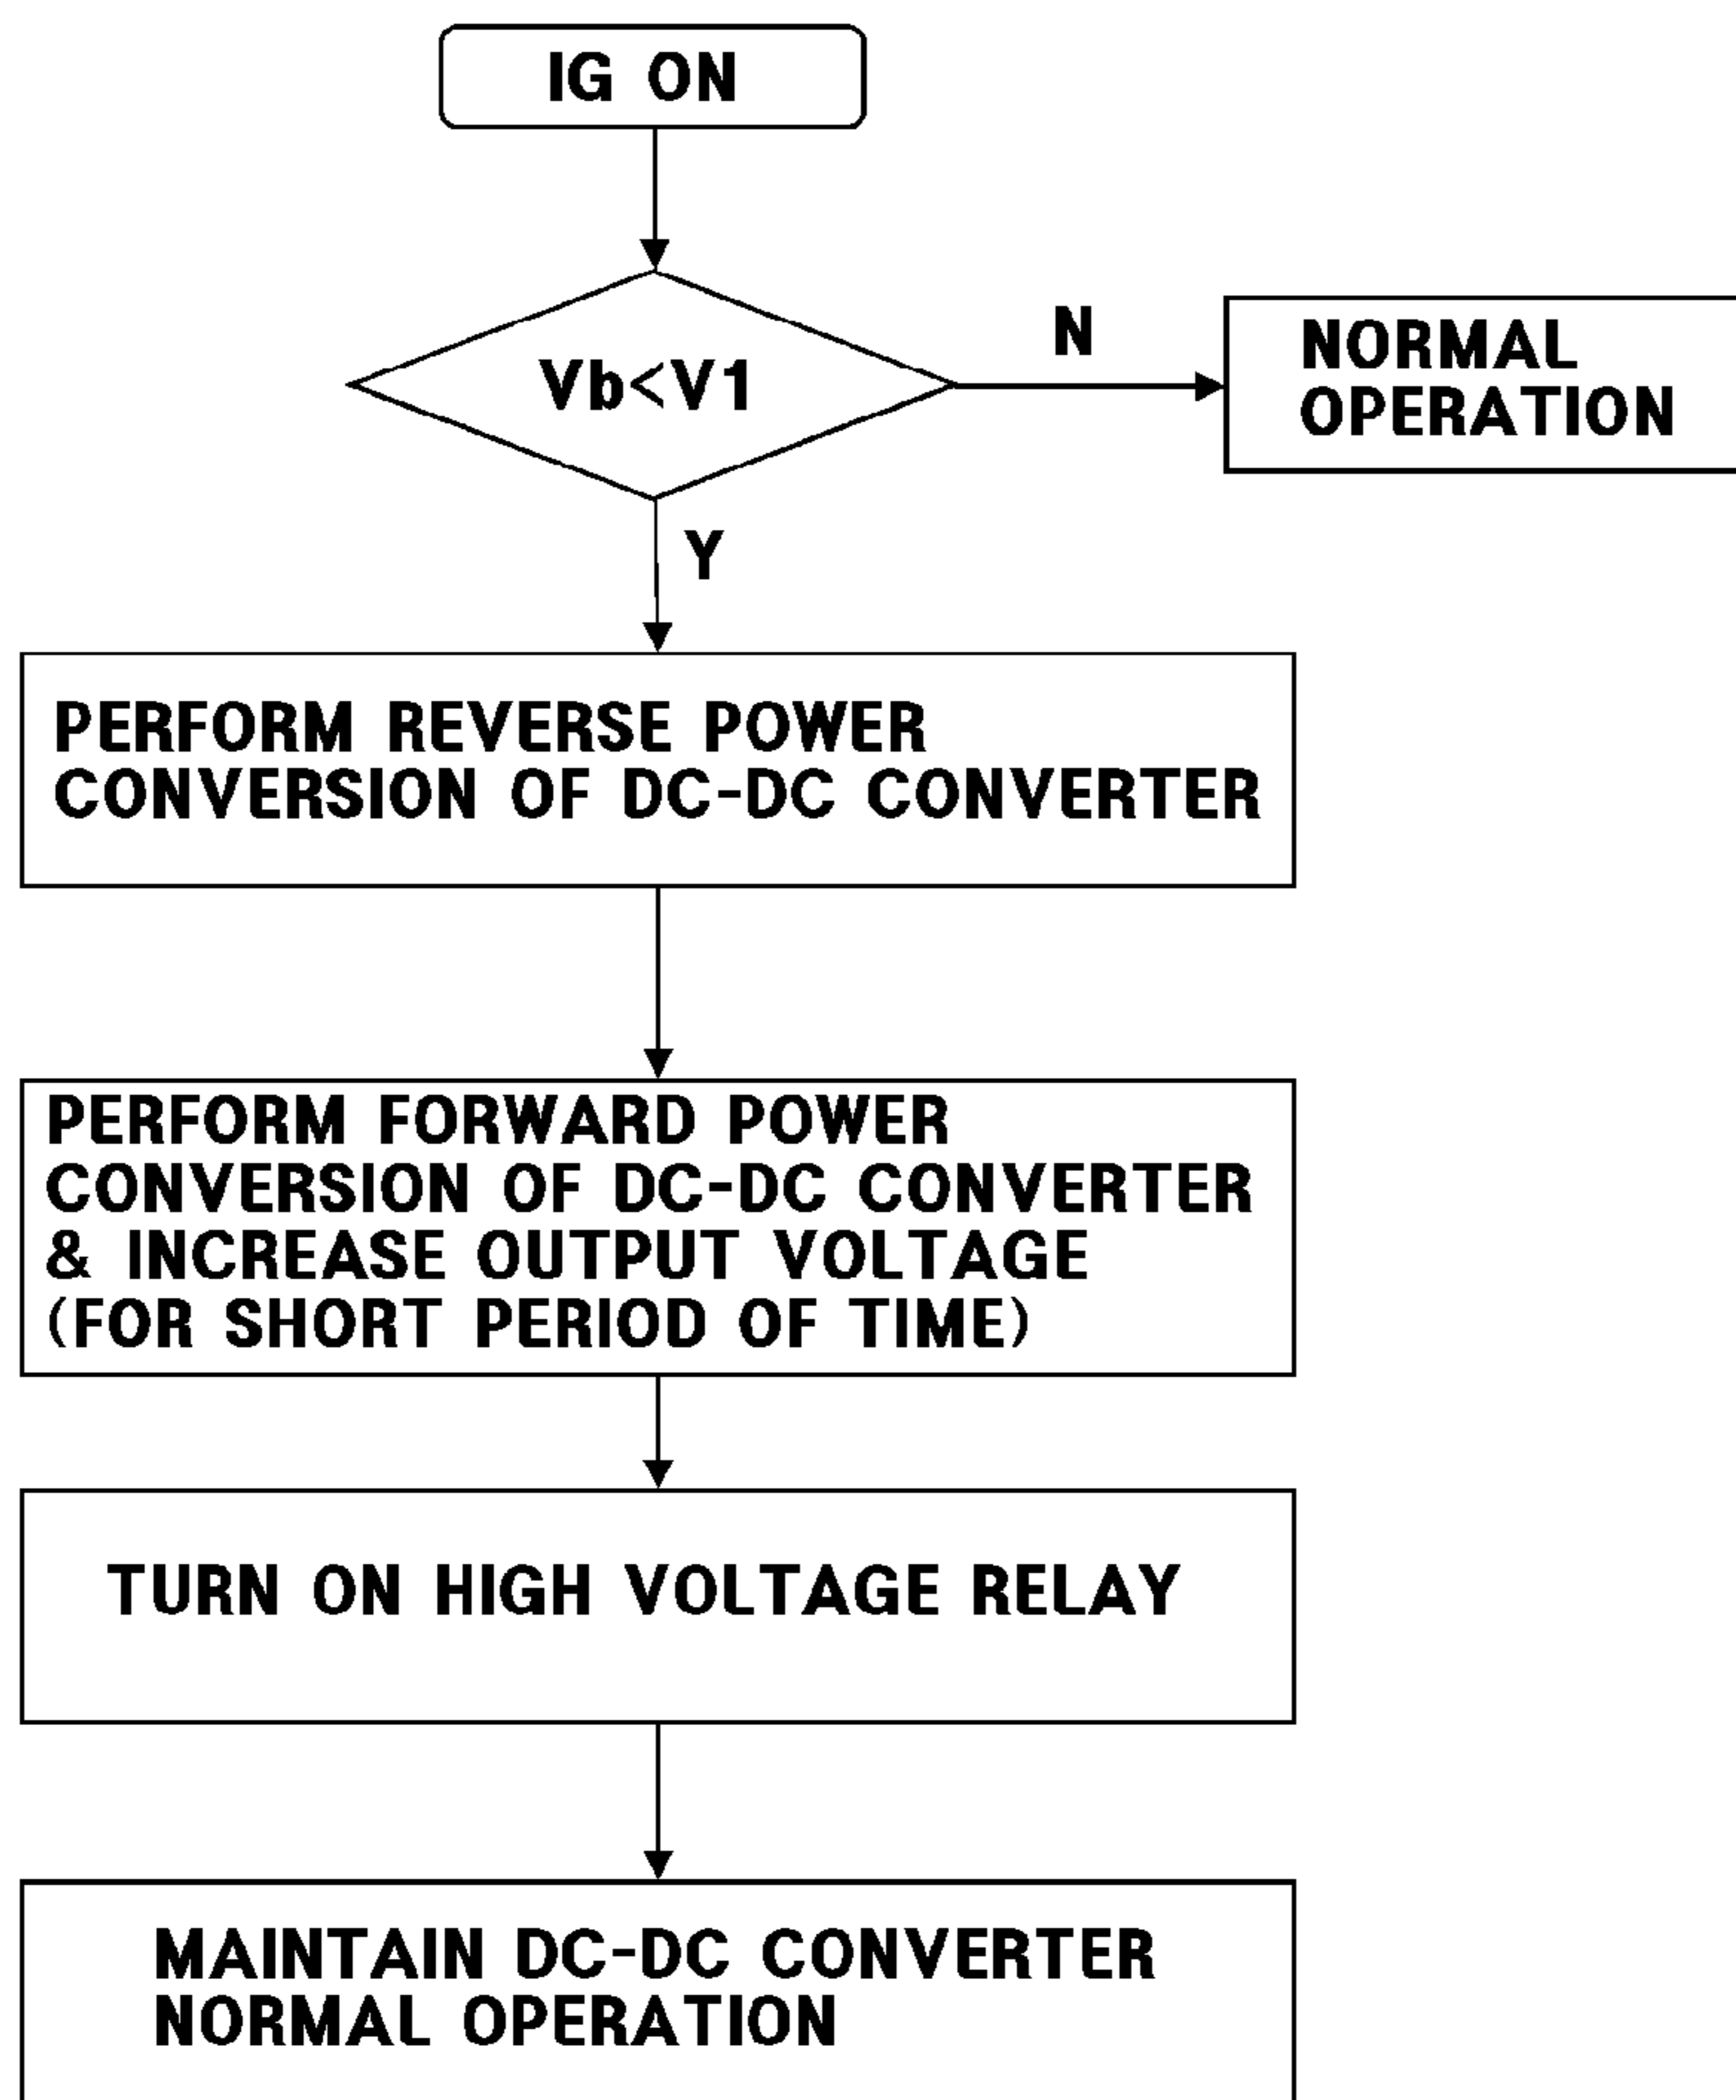 IG ON
Vb<V1
N
NORMAL
OPERATION
Y
PERFORM REVERSE POWER
CONVERSION OF DC-DC CONVERTER
PERFORM FORWARD POWER
CONVERSION OF DC-DC CONVERTER
& INCREASE OUTPUT VOLTAGE
(FOR SHORT PERIOD OF TIME)
TURN ON HIGH VOLTAGE RELAY
MAINTAIN DC-DC CONVERTER
NORMAL OPERATION